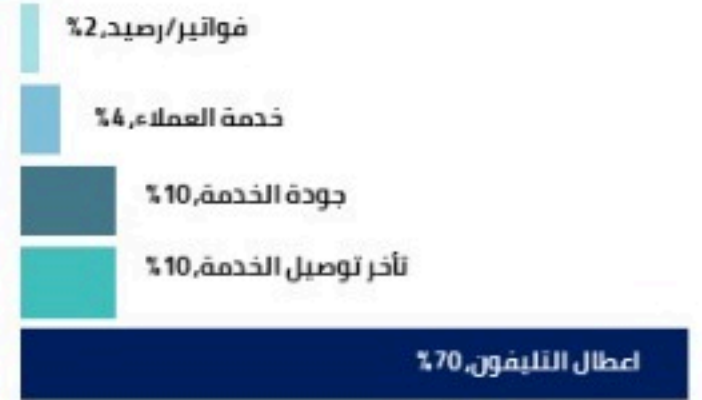 فواتير/رصيد,2%
خدمة العملاء,4%
جودة الخدمة,10%
تأخر توصيل الخدمة,10%
اعطال التليفون,70%